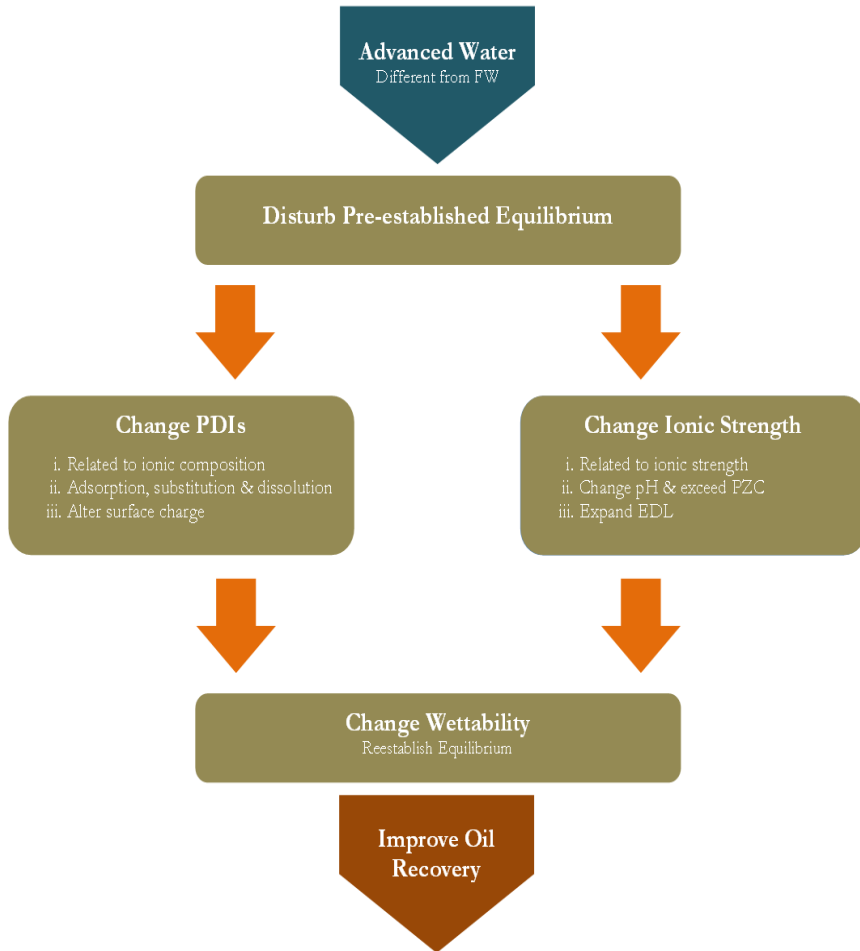 Advanced Water
Different from FW
Disturb Pre-established Equilibrium
Change PDIs
i. Related to ionic composition
ii. Adsorption, substitution & dissolution
iii. Alter surface charge
Change Ionic Strength
i. Related to ionic strength
ii. Change pH & exceed PZC
iii. Expand EDL
Change Wettability
Reestablish Equilibrium
Improve Oil
Recovery